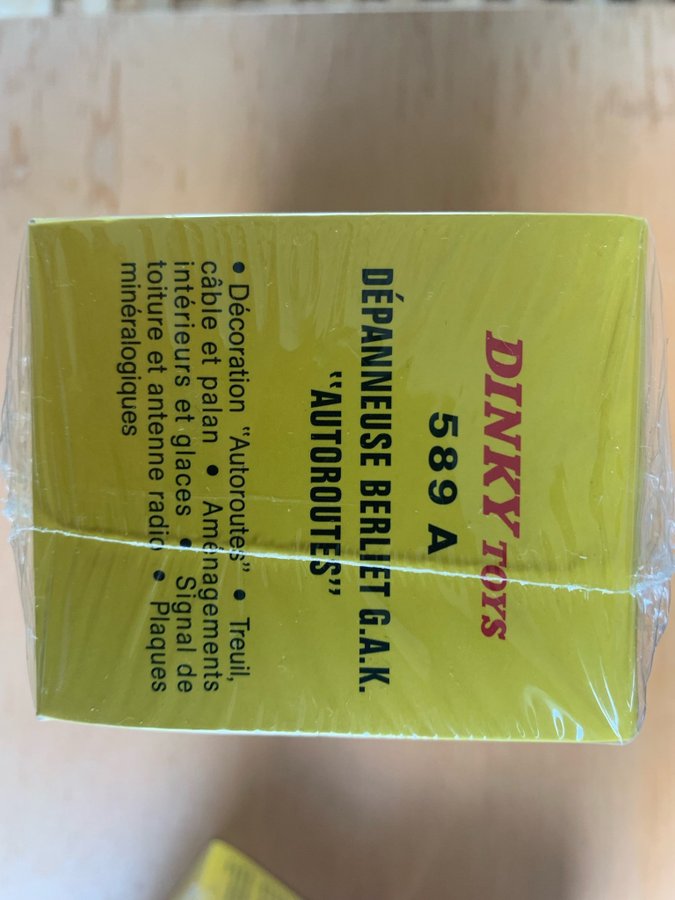 DINKY TOYS
589 A
DÉPANNEUSE BERLIET G.A.K.
"AUTOROUTES"
• Décoration "Autoroutes" • Treuil,
câble et palan • Aménagements
intérieurs et glaces • Signal de
toiture et antenne radio • Plaques
minéralogiques